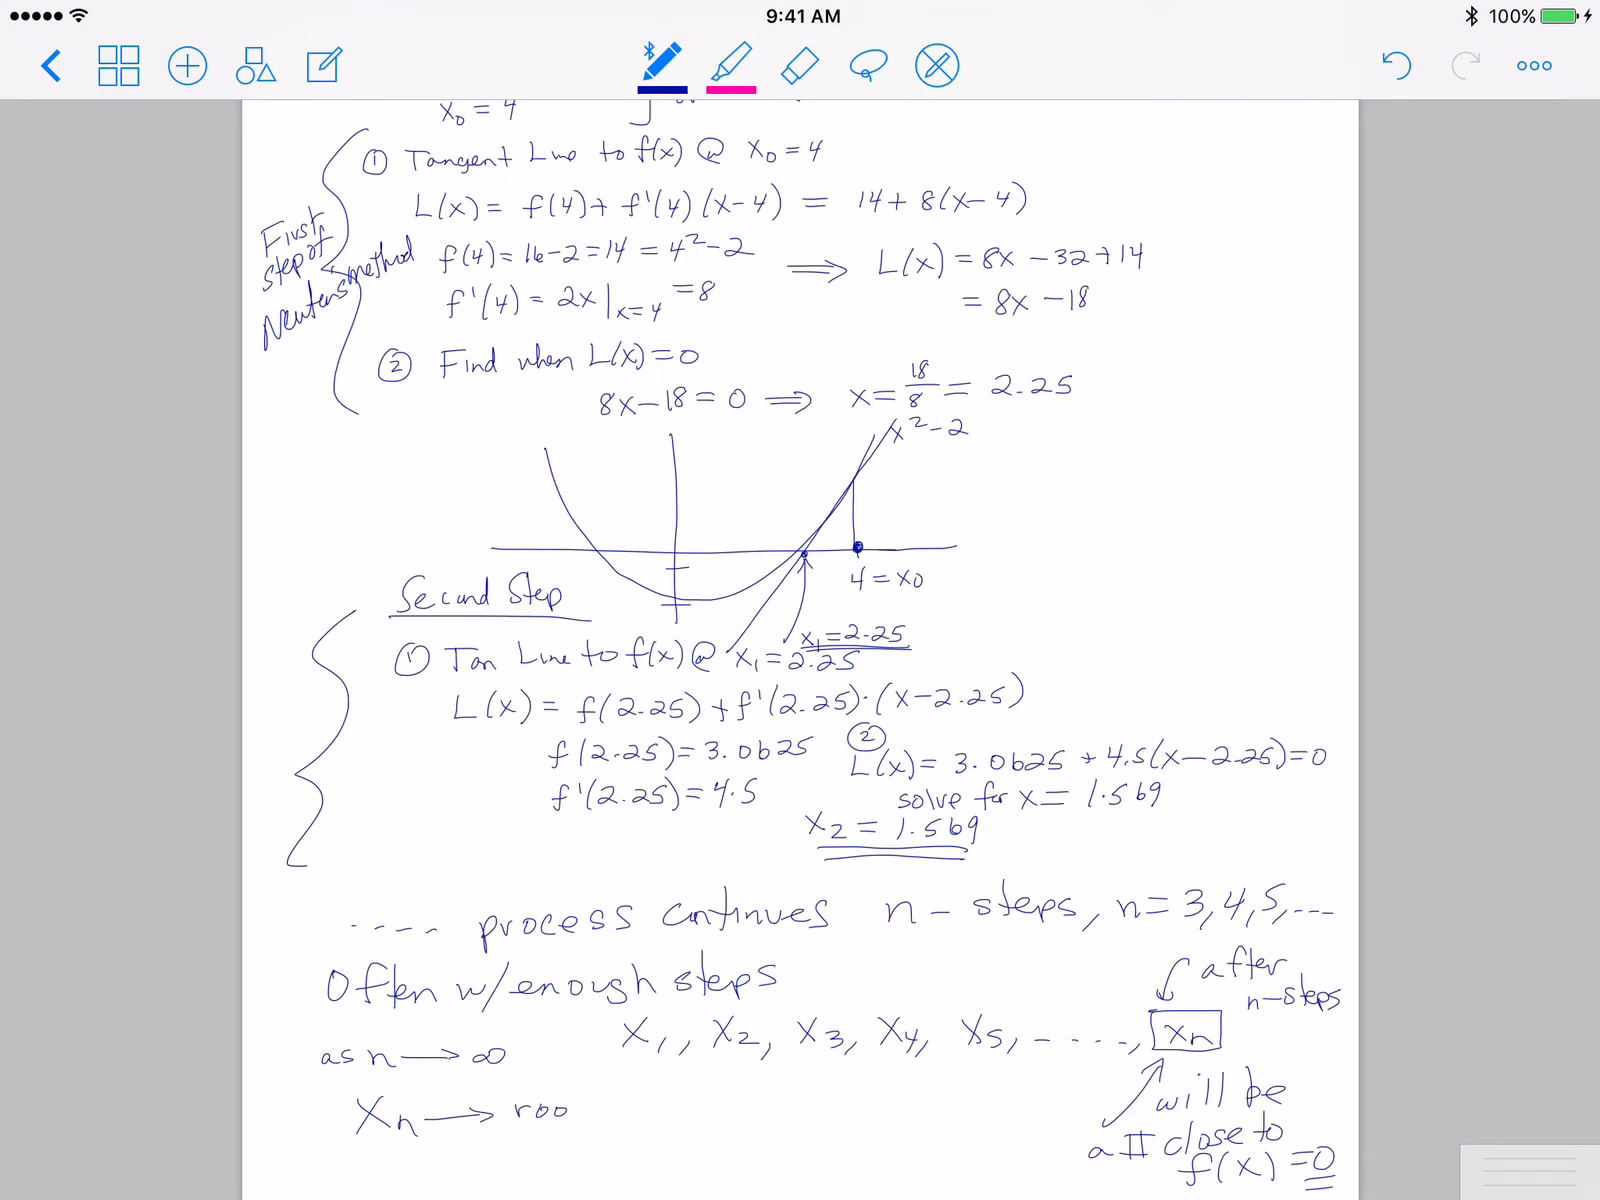 9:41 AM
100%
x₀ = 4
① Tangent Line to f(x) @ x₀ = 4
L(x) = f(4) + f'(4) (x-4) = 14 + 8(x-4)
First step of Newtons method
f(4) = 16-2 = 14 = 4²-2 ⟹ L(x) = 8x - 32 + 14
f'(4) = 2x|x=4 = 8
= 8x - 18
② Find when L(x) = 0
8x - 18 = 0 ⟹ x = 18/8 = 2.25
x² - 2
4 = x0
x₁ = 2.25
Second Step
① Tan Line to f(x) @ x₁ = 2.25
L(x) = f(2.25) + f'(2.25)·(x-2.25)
f(2.25) = 3.0625
f'(2.25) = 4.5
② L(x) = 3.0625 + 4.5(x-2.25) = 0
solve for x = 1.569
x₂ = 1.569
---- process continues n-steps, n = 3,4,5,---
Often w/enough steps
after n-steps
x₁, x₂, x₃, x₄, x₅, -----, xₙ
as n → ∞
will be
a # close to
f(x) = 0
xₙ → roo